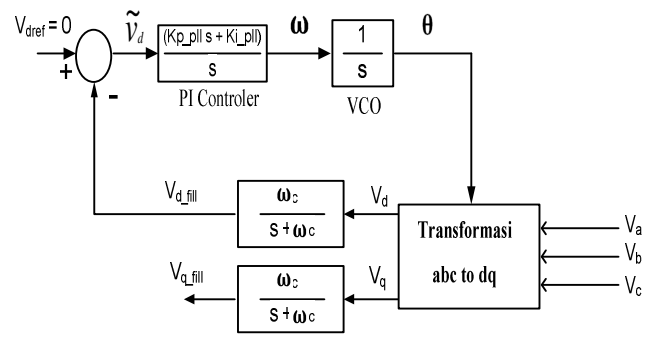 Vdref = 0
+
-
ṽd
(Kp_pll s + Ki_pll)
s
PI Controler
ω
1
s
VCO
θ
Vd_fill
ωc
s + ωc
Vd
Vq_fill
ωc
s + ωc
Vq
Transformasi
abc to dq
Va
Vb
Vc